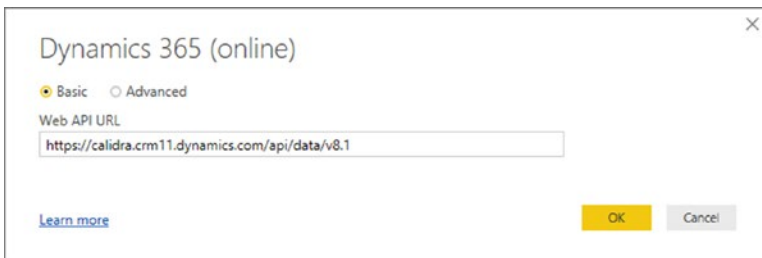 Dynamics 365 (online)
Basic Advanced
Web API URL
https://calidra.crm11.dynamics.com/api/data/v8.1
Learn more OK Cancel